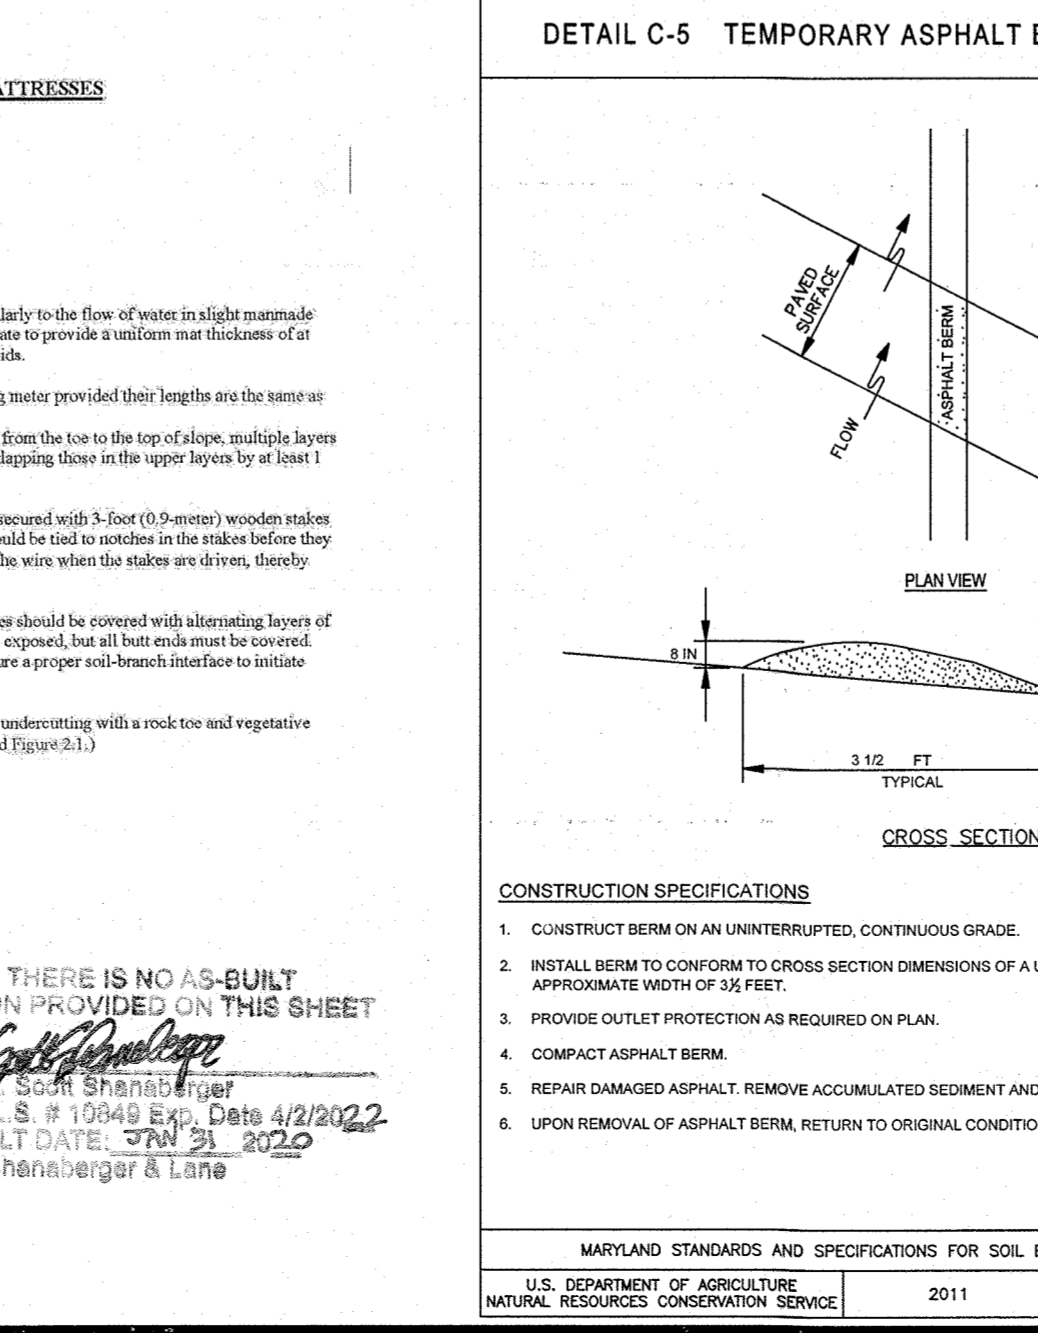 ATTRESSES
larly to the flow of water in slight manmade
ate to provide a uniform mat thickness of at
ids.
g meter provided their lengths are the same as
from the toe to the top of slope, multiple layers
lapping those in the upper layers by at least 1
secured with 3-foot (0.9-meter) wooden stakes
uld be tied to notches in the stakes before they
he wire when the stakes are driven, thereby
es should be covered with alternating layers of
exposed, but all butt ends must be covered.
re a proper soil-branch interface to initiate
undercutting with a rock toe and vegetative
d Figure 2.1.)
THERE IS NO AS-BUILT
ON PROVIDED ON THIS SHEET
Scott Shanaberger
L.S. # 10849 Exp. Date 4/2/2022
LT DATE: JAN 31 2020
Shanaberger & Lane
DETAIL C-5 TEMPORARY ASPHALT B
PAVED
SURFACE
FLOW
ASPHALT BERM
PLAN VIEW
8 IN
3 1/2 FT
TYPICAL
CROSS SECTION
CONSTRUCTION SPECIFICATIONS
1. CONSTRUCT BERM ON AN UNINTERRUPTED, CONTINUOUS GRADE.
2. INSTALL BERM TO CONFORM TO CROSS SECTION DIMENSIONS OF A U
APPROXIMATE WIDTH OF 3½ FEET.
3. PROVIDE OUTLET PROTECTION AS REQUIRED ON PLAN.
4. COMPACT ASPHALT BERM.
5. REPAIR DAMAGED ASPHALT. REMOVE ACCUMULATED SEDIMENT AND
6. UPON REMOVAL OF ASPHALT BERM, RETURN TO ORIGINAL CONDITIO
MARYLAND STANDARDS AND SPECIFICATIONS FOR SOIL E
U.S. DEPARTMENT OF AGRICULTURE
NATURAL RESOURCES CONSERVATION SERVICE
2011